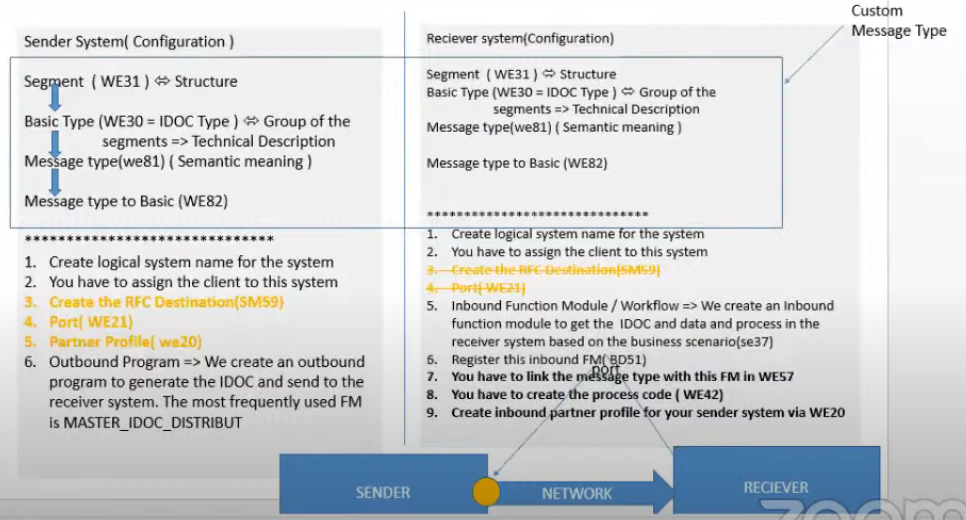 Custom
Message Type
Sender System( Configuration )
Segment ( WE31 ) ⇔ Structure
Basic Type (WE30 = IDOC Type ) ⇔ Group of the
segments => Technical Description
Message type(we81) ( Semantic meaning )
Message type to Basic (WE82)
******************************
1. Create logical system name for the system
2. You have to assign the client to this system
3. Create the RFC Destination(SM59)
4. Port( WE21)
5. Partner Profile( we20)
6. Outbound Program => We create an outbound
program to generate the IDOC and send to the
receiver system. The most frequently used FM
is MASTER_IDOC_DISTRIBUT
Reciever system(Configuration)
Segment ( WE31 ) ⇔ Structure
Basic Type (WE30 = IDOC Type ) ⇔ Group of the
segments => Technical Description
Message type(we81) ( Semantic meaning )
Message type to Basic (WE82)
******************************
1. Create logical system name for the system
2. You have to assign the client to this system
3. Create the RFC Destination(SM59)
4. Port( WE21)
5. Inbound Function Module / Workflow => We create an Inbound
function module to get the IDOC and data and process in the
receiver system based on the business scenario(se37)
6. Register this inbound FM( BD51)
port
7. You have to link the message type with this FM in WE57
8. You have to create the process code ( WE42)
9. Create inbound partner profile for your sender system via WE20
SENDER
NETWORK
RECIEVER
zoom